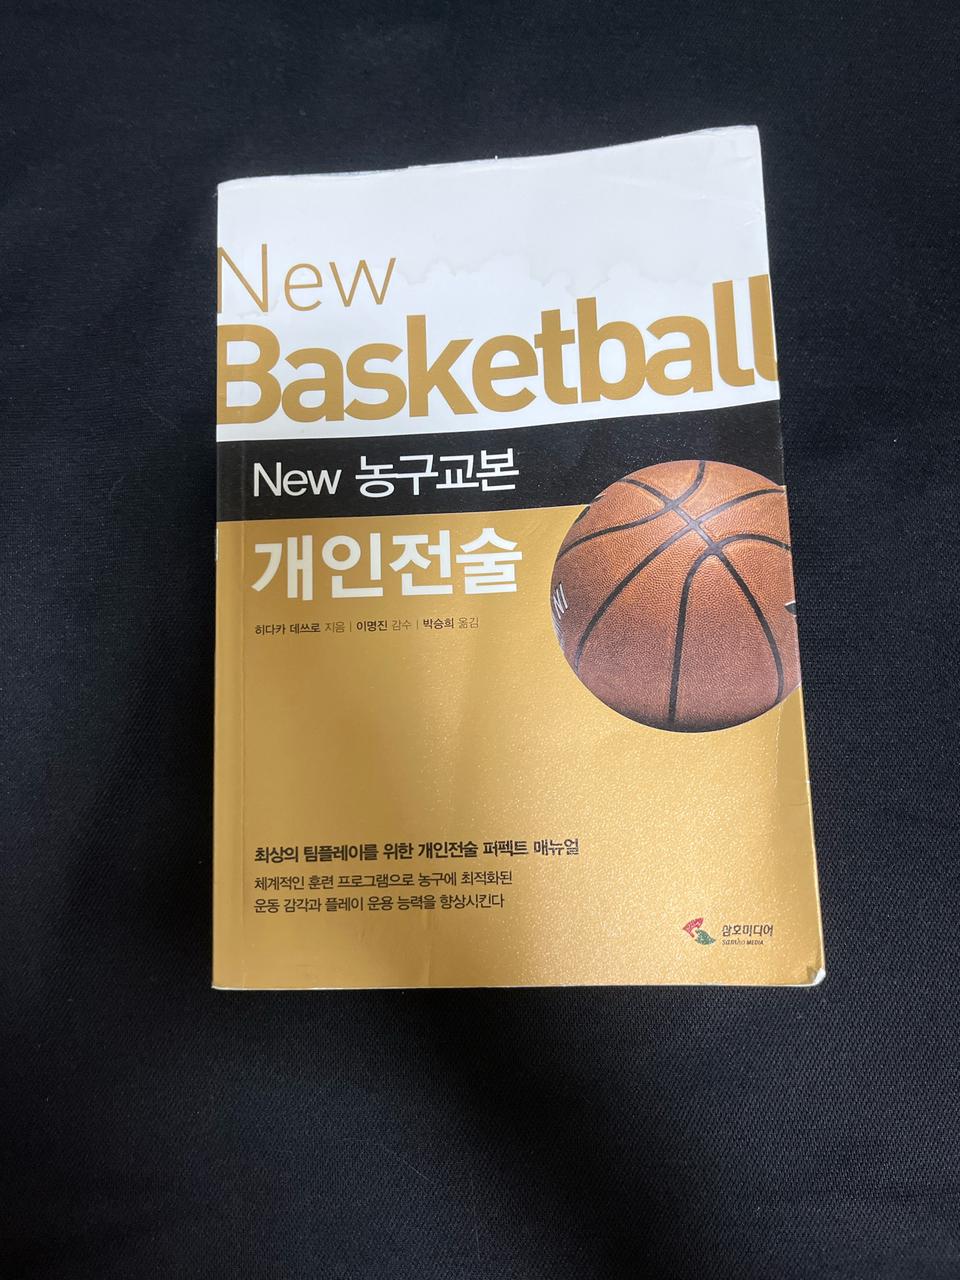 New
Basketball
New 농구교본
개인전술
히다카 데쓰로 지음 | 이명진 감수 | 박승희 옮김
최상의 팀플레이를 위한 개인전술 퍼펙트 매뉴얼
체계적인 훈련 프로그램으로 농구에 최적화된
운동 감각과 플레이 운용 능력을 향상시킨다
삼호미디어
samho MEDIA